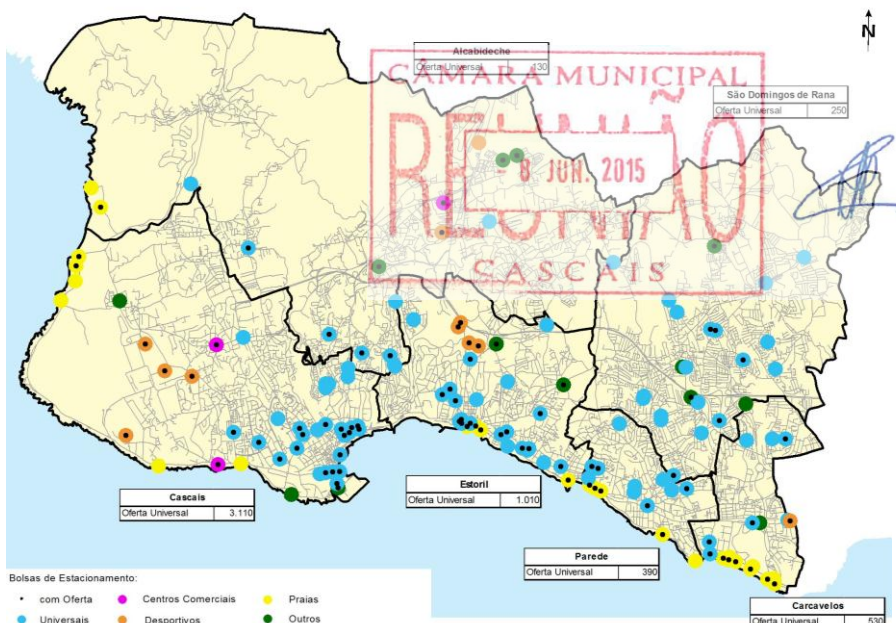 N
Alcabideche
Oferta Universal 130
CÂMARA MUNICIPAL
REUNIÃO
8 JUN. 2015
CASCAIS
São Domingos de Rana
Oferta Universal 250
Cascais
Oferta Universal 3.110
Estoril
Oferta Universal 1.010
Parede
Oferta Universal 390
Carcavelos
Oferta Universal 530
Bolsas de Estacionamento:
com Oferta Centros Comerciais Praias
Universais Desportivos Outros